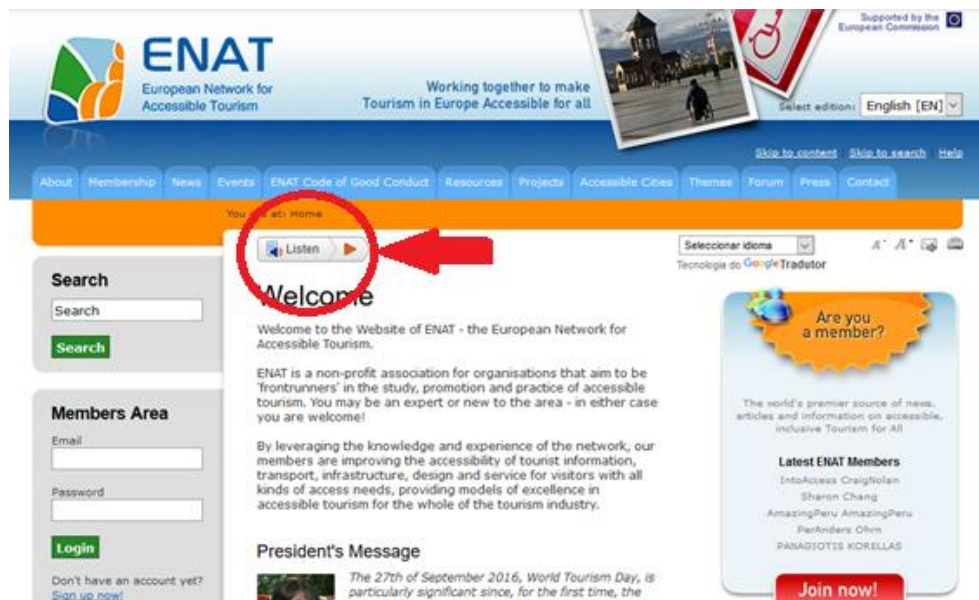 Supported by the
European Commission
ENAT
European Network for
Accessible Tourism
Working together to make
Tourism in Europe Accessible for all
Select edition: English [EN]
Skip to content Skip to search Help
About Membership News Events ENAT Code of Good Conduct Resources Projects Accessible Cities Themes Forum Press Contact
You are at: Home
Listen
Seleccionar idioma
Tecnologia do Google Tradutor
A- A+
Search
Search
Search
Members Area
Email
Password
Login
Don't have an account yet?
Sign up now!
Welcome
Welcome to the Website of ENAT - the European Network for
Accessible Tourism.
ENAT is a non-profit association for organisations that aim to be
'frontrunners' in the study, promotion and practice of accessible
tourism. You may be an expert or new to the area - in either case
you are welcome!
By leveraging the knowledge and experience of the network, our
members are improving the accessibility of tourist information,
transport, infrastructure, design and service for visitors with all
kinds of access needs, providing models of excellence in
accessible tourism for the whole of the tourism industry.
President's Message
The 27th of September 2016, World Tourism Day, is
particularly significant since, for the first time, the
Are you
a member?
The world's premier source of news,
articles and information on accessible,
inclusive Tourism for All
Latest ENAT Members
IntoAccess CraigNolan
Sharon Chang
AmazingPeru AmazingPeru
PerAnders Ohrn
PANAGIOTIS KORELLAS
Join now!